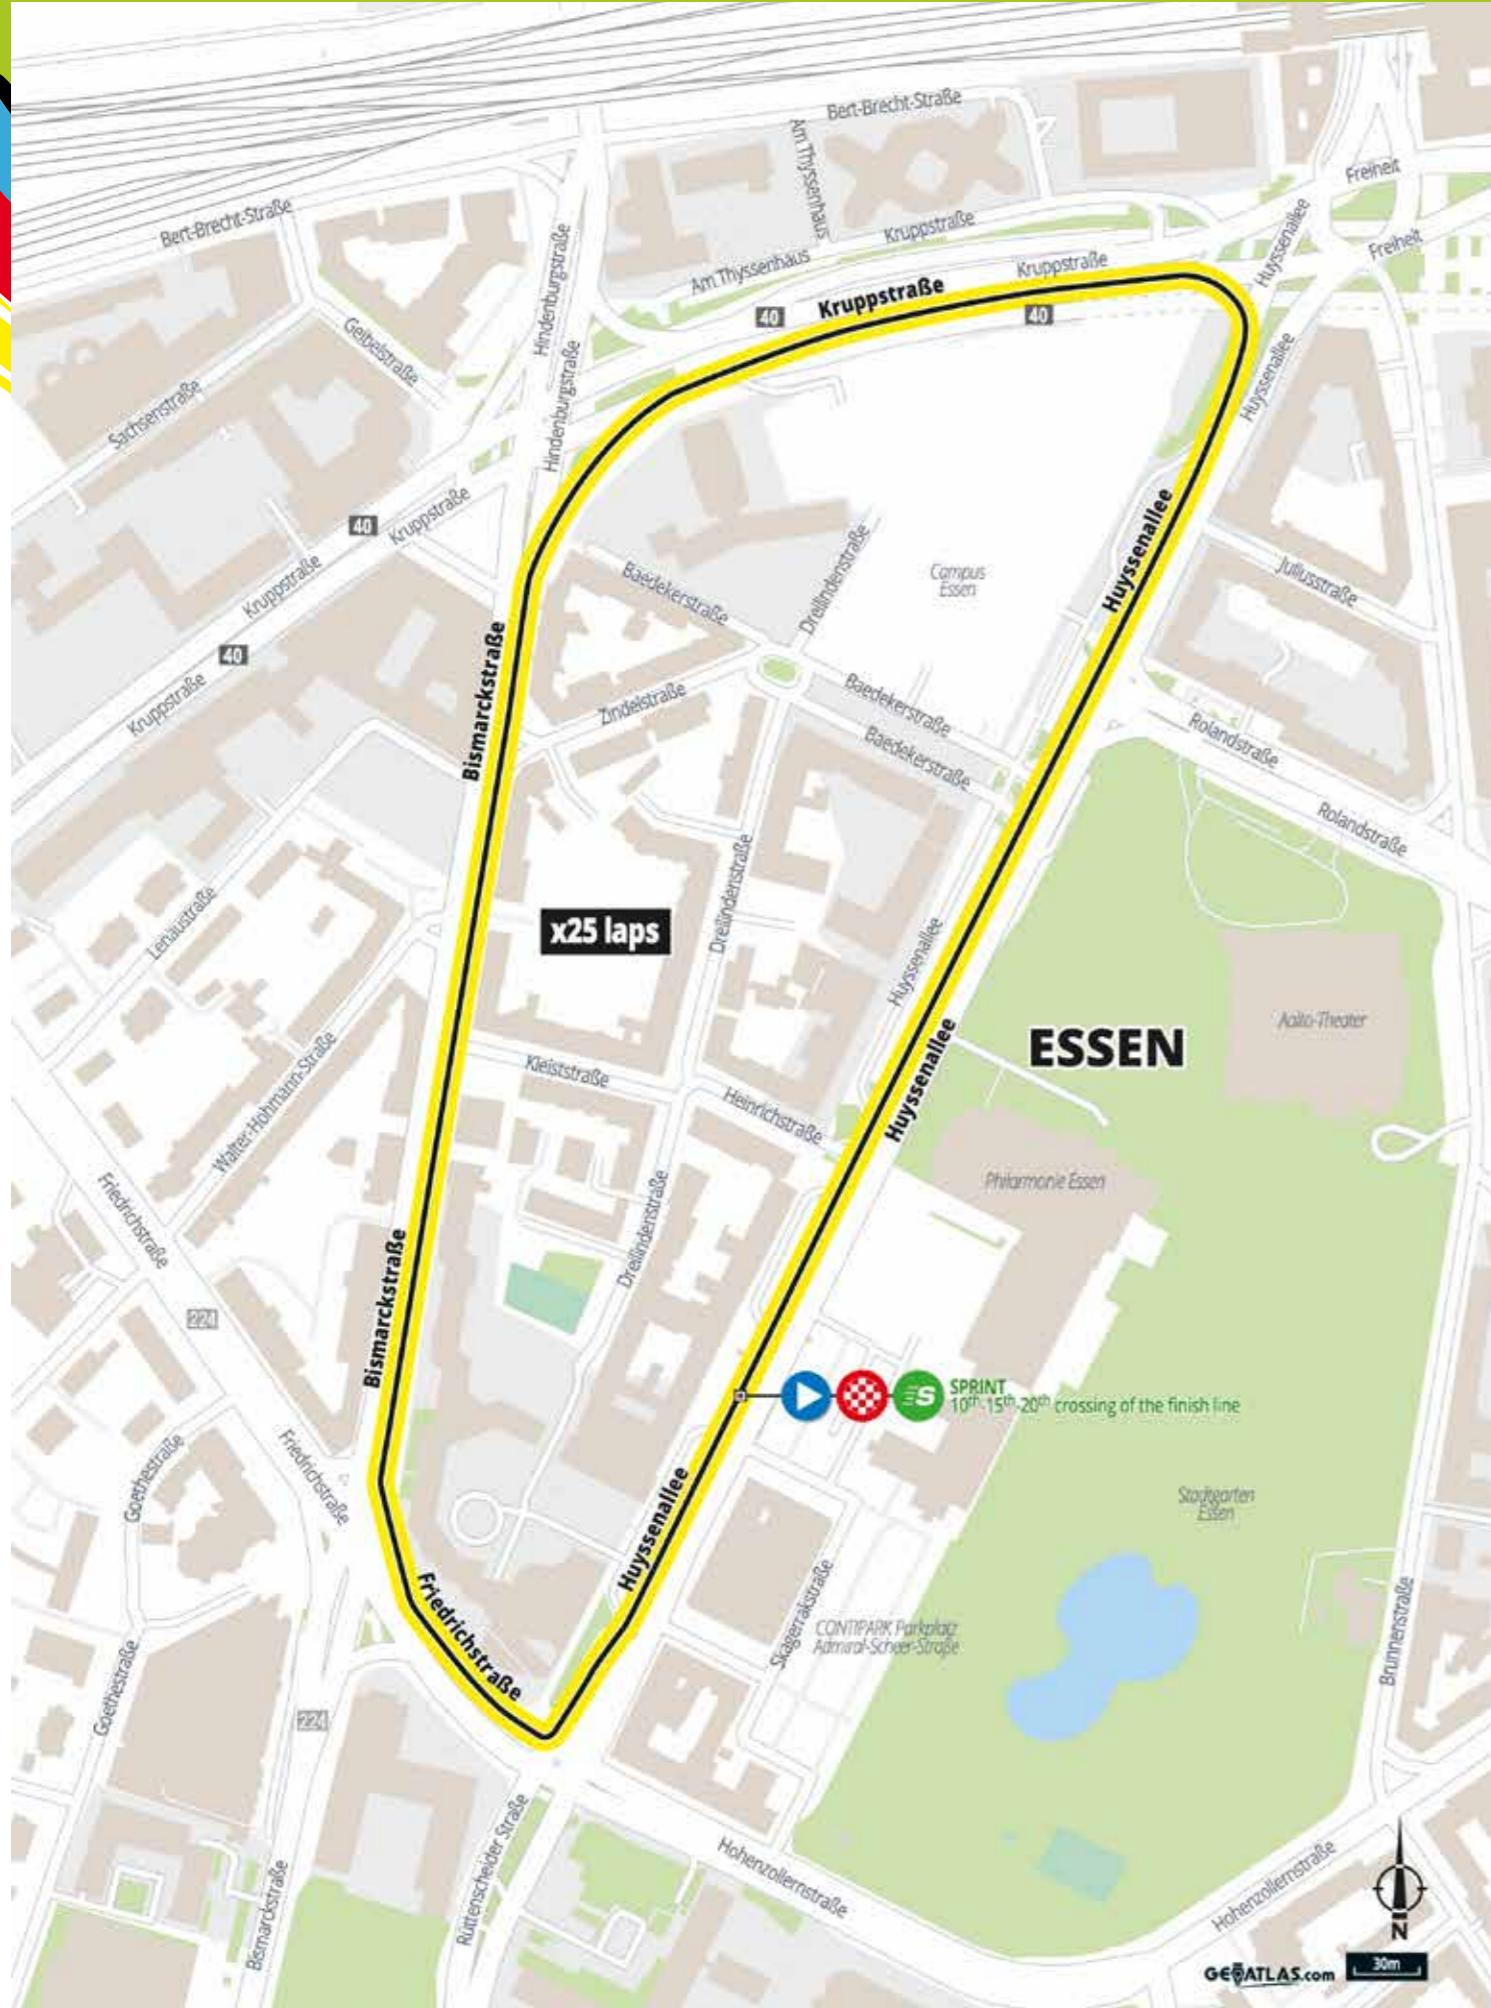 Bert-Brecht-Straße
Am Thyssenhaus
Freiheit
Bert-Brecht-Straße
Kruppstraße
Huyssenallee
Freiheit
Hindenburgstraße
Am Thyssenhaus
Kruppstraße
Kruppstraße
40
40
Geibelstraße
Hindenburgstraße
Huyssenallee
Sachsenstraße
40
Kruppstraße
Huyssenallee
Kruppstraße
Baedekerstraße
Dreilindenstraße
Campus
Essen
Juliusstraße
40
Kruppstraße
Bismarckstraße
Zindelstraße
Baedekerstraße
Baedekerstraße
Rolandstraße
Rolandstraße
Lenaustraße
x25 laps
Dreilindenstraße
Huyssenallee
Aalto-Theater
ESSEN
Huyssenallee
Kleiststraße
Heinrichstraße
Walter-Hohmann-Straße
Philarmonie Essen
Friedrichstraße
Dreilindenstraße
224
Bismarckstraße
S
SPRINT
10th-15th-20th crossing of the finish line
Goethestraße
Friedrichstraße
Huyssenallee
Stadtgarten
Essen
Friedrichstraße
Skagerrakstraße
CONTIPARK Parkplatz
Admiral-Scheer-Straße
Brunnenstraße
Goethestraße
224
Rüttenscheider Straße
Hohenzollernstraße
Bismarckstraße
Hohenzollernstraße
N
GEOATLAS.com
30m